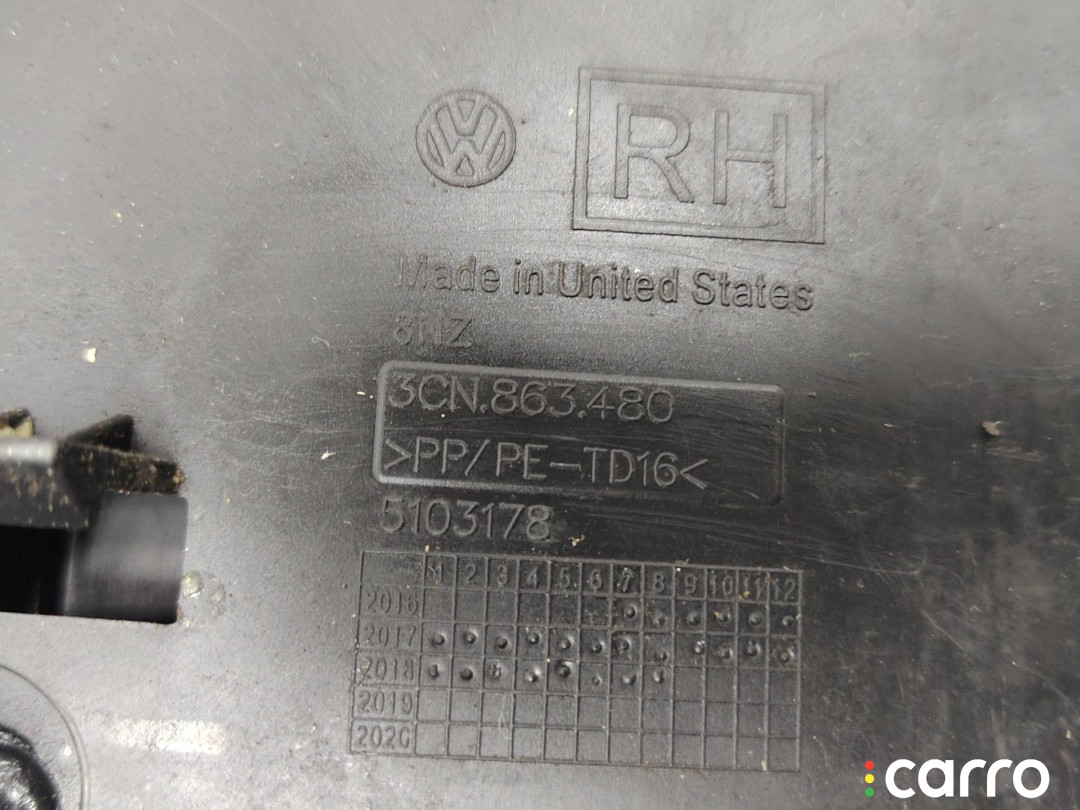 RH
Made in United States
3CN.863.480
>PP/PE-TD16<
5103178
1 2 3 4 5 6 7 8 9 10 11 12
2016
2017
2018
2019
2020
carro